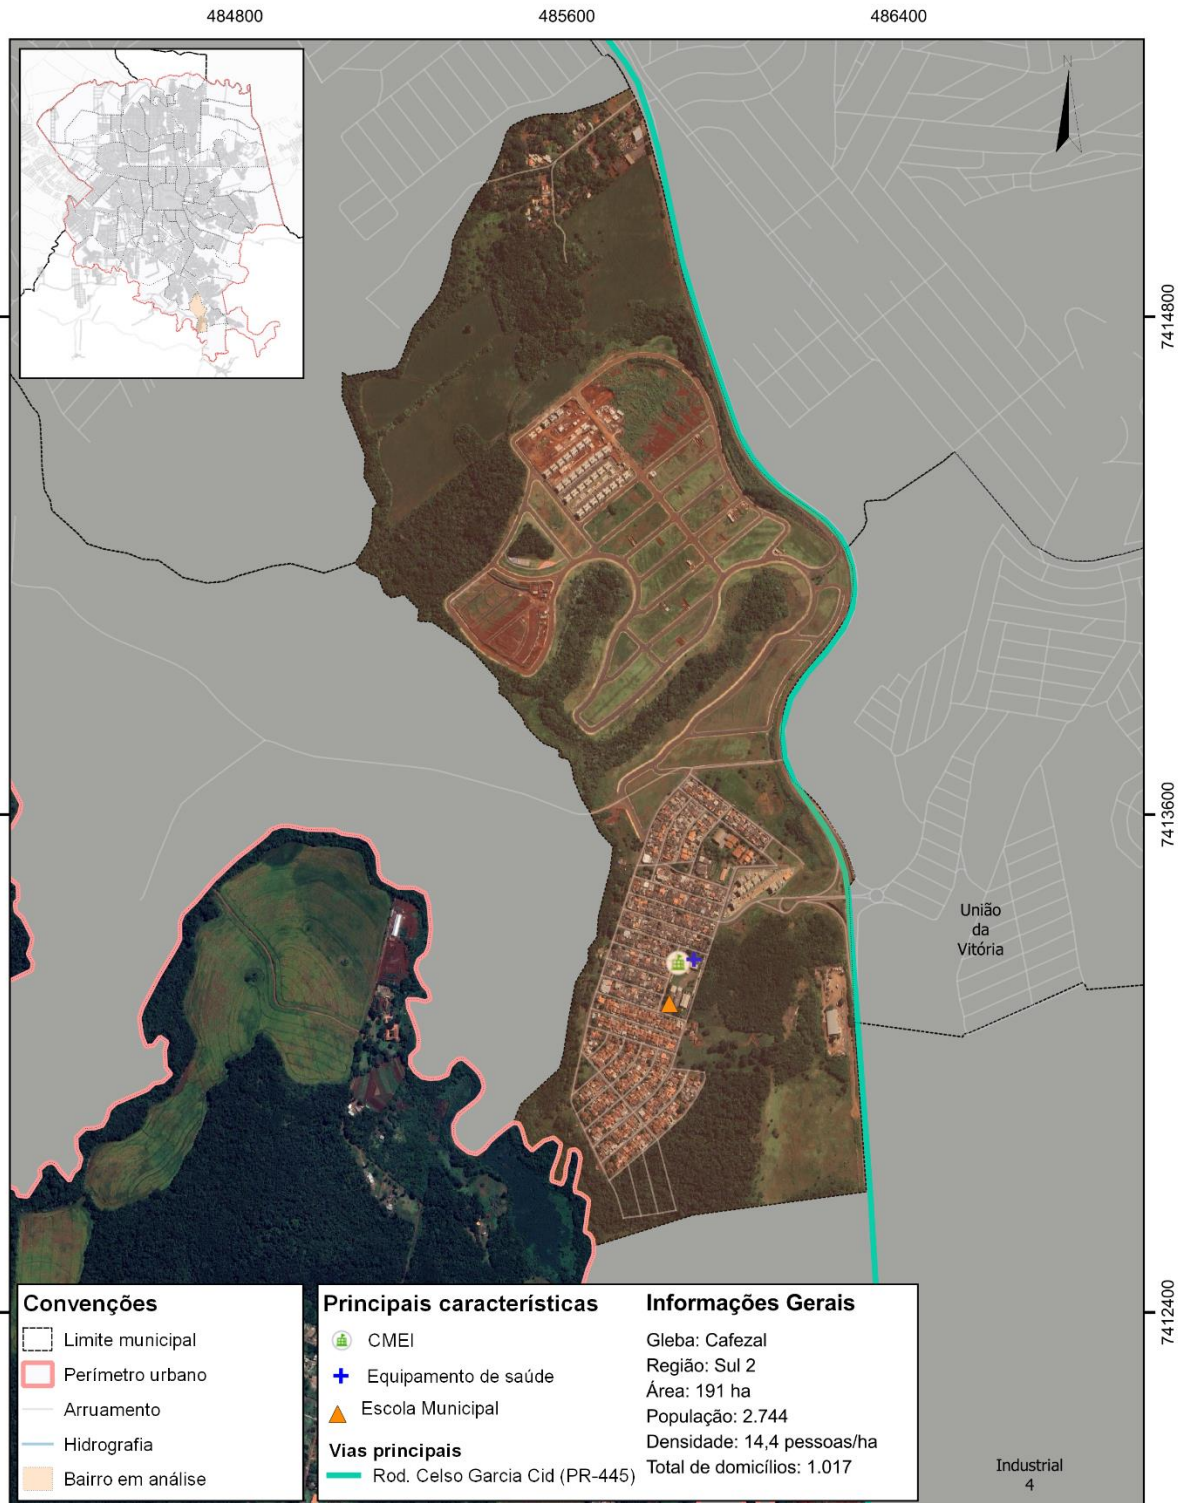 484800
485600
486400
N
7414800
7413600
União
da
Vitória
7412400
Convenções
Limite municipal
Perímetro urbano
Arruamento
Hidrografia
Bairro em análise
Principais características
CMEI
Equipamento de saúde
Escola Municipal
Vias principais
Rod. Celso Garcia Cid (PR-445)
Informações Gerais
Gleba: Cafezal
Região: Sul 2
Área: 191 ha
População: 2.744
Densidade: 14,4 pessoas/ha
Total de domicílios: 1.017
Industrial
4